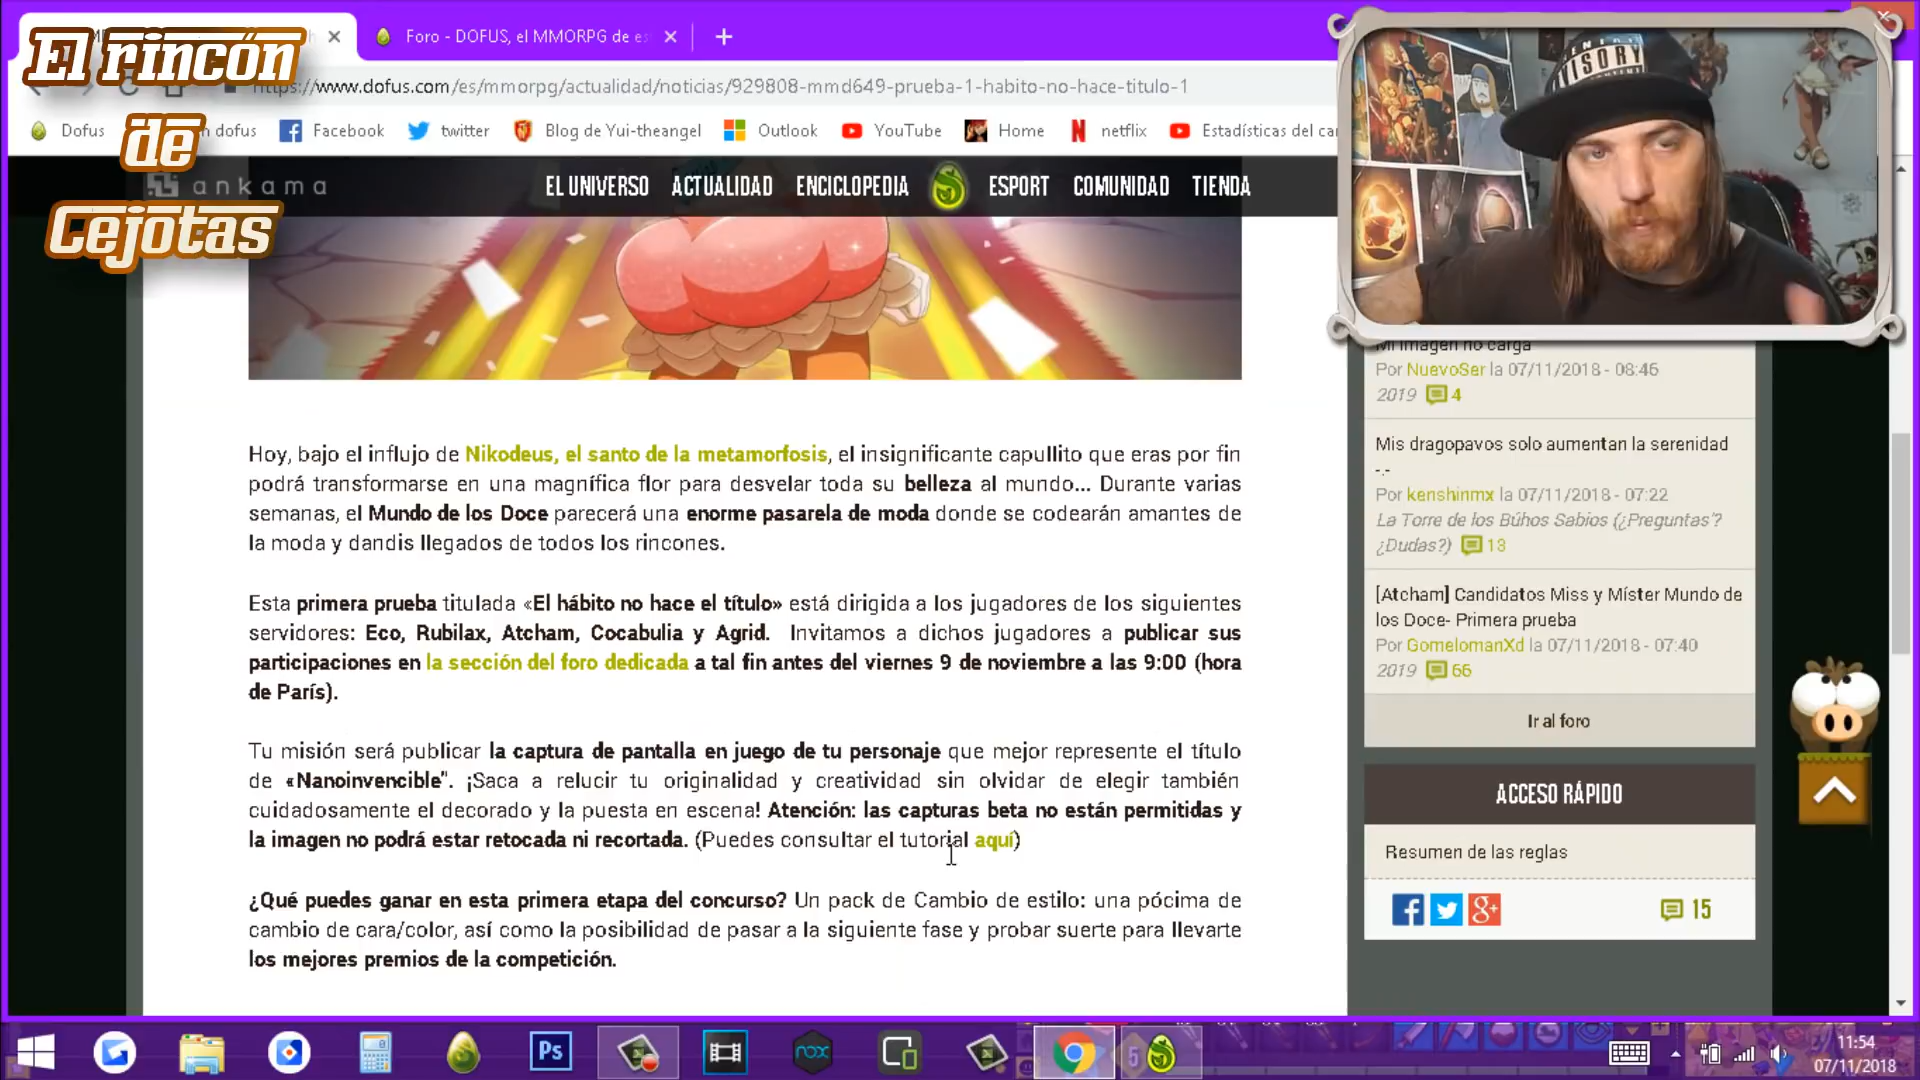 El rincón
de
Cejotas
Foro - DOFUS, el MMORPG de es
https://www.dofus.com/es/mmorpg/actualidad/noticias/929808-mmd649-prueba-1-habito-no-hace-titulo-1
Dofus
dofus
Facebook
twitter
Blog de Yui-theangel
Outlook
YouTube
Home
netflix
Estadísticas del ca
ankama
EL UNIVERSO
ACTUALIDAD
ENCICLOPEDIA
ESPORT
COMUNIDAD
TIENDA
Hoy, bajo el influjo de Nikodeus, el santo de la metamorfosis, el insignificante capullito que eras por fin
podrá transformarse en una magnífica flor para desvelar toda su belleza al mundo... Durante varias
semanas, el Mundo de los Doce parecerá una enorme pasarela de moda donde se codearán amantes de
la moda y dandis llegados de todos los rincones.
Esta primera prueba titulada «El hábito no hace el título» está dirigida a los jugadores de los siguientes
servidores: Eco, Rubilax, Atcham, Cocabulia y Agrid. Invitamos a dichos jugadores a publicar sus
participaciones en la sección del foro dedicada a tal fin antes del viernes 9 de noviembre a las 9:00 (hora
de París).
Tu misión será publicar la captura de pantalla en juego de tu personaje que mejor represente el título
de «Nanoinvencible". ¡Saca a relucir tu originalidad y creatividad sin olvidar de elegir también
cuidadosamente el decorado y la puesta en escena! Atención: las capturas beta no están permitidas y
la imagen no podrá estar retocada ni recortada. (Puedes consultar el tutorial aquí)
¿Qué puedes ganar en esta primera etapa del concurso? Un pack de Cambio de estilo: una pócima de
cambio de cara/color, así como la posibilidad de pasar a la siguiente fase y probar suerte para llevarte
los mejores premios de la competición.
VISORY
Mi imagen no carga
Por NuevoSer la 07/11/2018 - 08:46
2019 4
Mis dragopavos solo aumentan la serenidad
-.-
Por kenshinmx la 07/11/2018 - 07:22
La Torre de los Búhos Sabios (¿Preguntas?
¿Dudas?) 13
[Atcham] Candidatos Miss y Míster Mundo de
los Doce- Primera prueba
Por GomelomanXd la 07/11/2018 - 07:40
2019 66
Ir al foro
ACCESO RÁPIDO
Resumen de las reglas
15
Ps
nox
5
11:54
07/11/2018